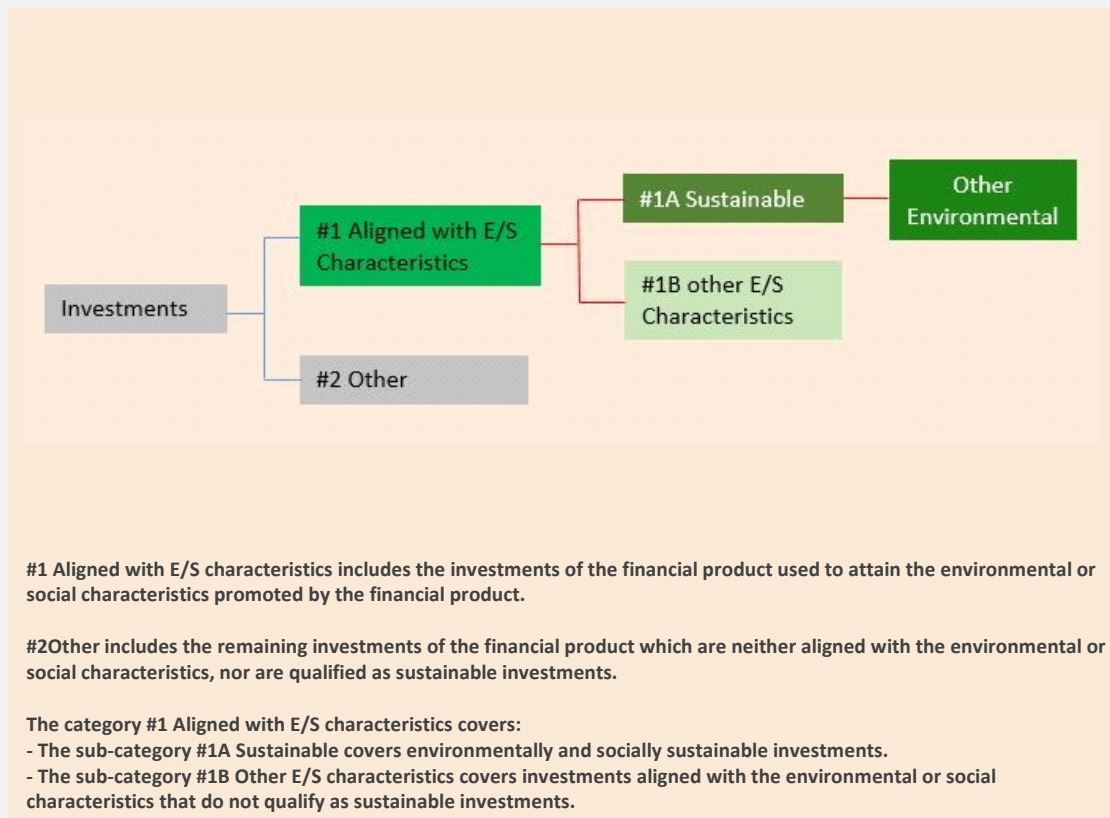 Investments
#1 Aligned with E/S
Characteristics
#2 Other
#1A Sustainable
#1B other E/S
Characteristics
Other
Environmental
#1 Aligned with E/S characteristics includes the investments of the financial product used to attain the environmental or
social characteristics promoted by the financial product.
#2Other includes the remaining investments of the financial product which are neither aligned with the environmental or
social characteristics, nor are qualified as sustainable investments.
The category #1 Aligned with E/S characteristics covers:
- The sub-category #1A Sustainable covers environmentally and socially sustainable investments.
- The sub-category #1B Other E/S characteristics covers investments aligned with the environmental or social
characteristics that do not qualify as sustainable investments.